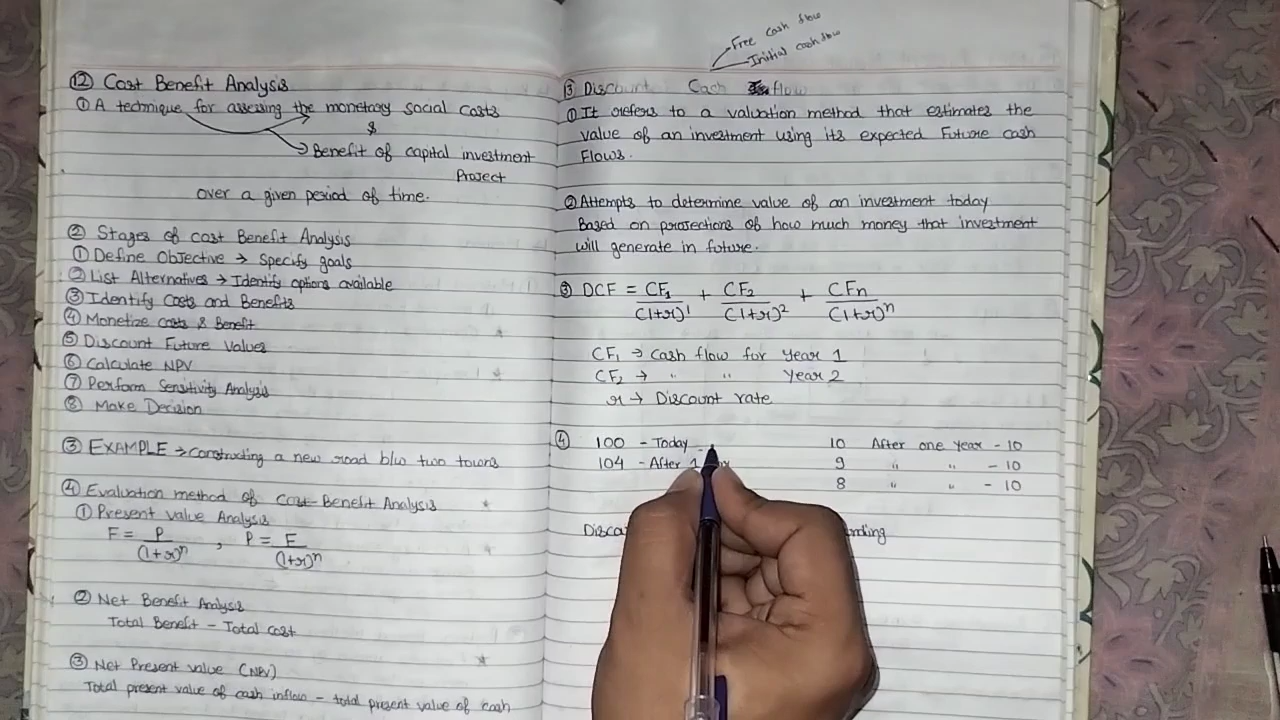 ⑫ Cost Benefit Analysis
① A technique for assessing the monetary social costs
&
→ Benefit of capital investment
Project
over a given period of time.
② Stages of cost Benefit Analysis
① Define Objective → Specify goals
② List Alternatives → Identify options available
③ Identify Costs and Benefits
④ Monetize costs & Benefit
⑤ Discount Future Values
⑥ Calculate NPV
⑦ Perform Sensitivity Analysis
⑧ Make Decision
③ EXAMPLE → constructing a new road b/w two towns
④ Evaluation method of Cost-Benefit Analysis
① Present value Analysis
F = P/(1+r)^n , P = F/(1+r)^n
② Net Benefit Analysis
Total Benefit - Total cost
③ Net Present value (NPV)
Total present value of cash inflow - total present value of cash
Free cash flow
Initial cash flow
③ Discount Cash flow
① It refers to a valuation method that estimates the
value of an investment using its expected Future cash
Flows.
② Attempts to determine value of an investment today
Based on projections of how much money that investment
will generate in future.
③ DCF = CF₁/(1+r)¹ + CF₂/(1+r)² + CFn/(1+r)^n
CF₁ → Cash flow for Year 1
CF₂ → " " Year 2
r → Discount rate
④ 100 - Today 10 After one year - 10
104 - After 1 9 " " - 10
8 " " - 10